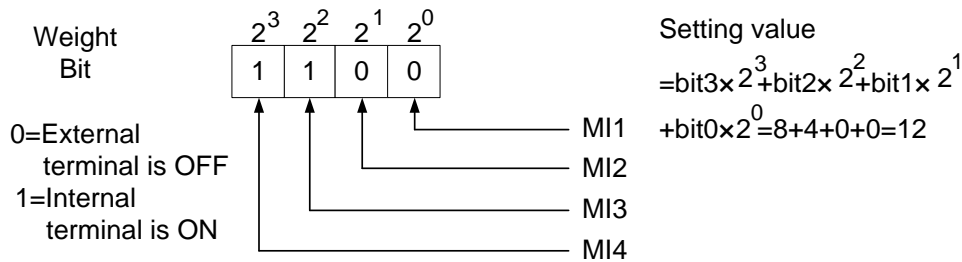 Weight 2^3 2^2 2^1 2^0
Bit 1 1 0 0
0=External
terminal is OFF
1=Internal
terminal is ON
MI1
MI2
MI3
MI4
Setting value
=bit3×2^3+bit2×2^2+bit1×2^1
+bit0×2^0=8+4+0+0=12